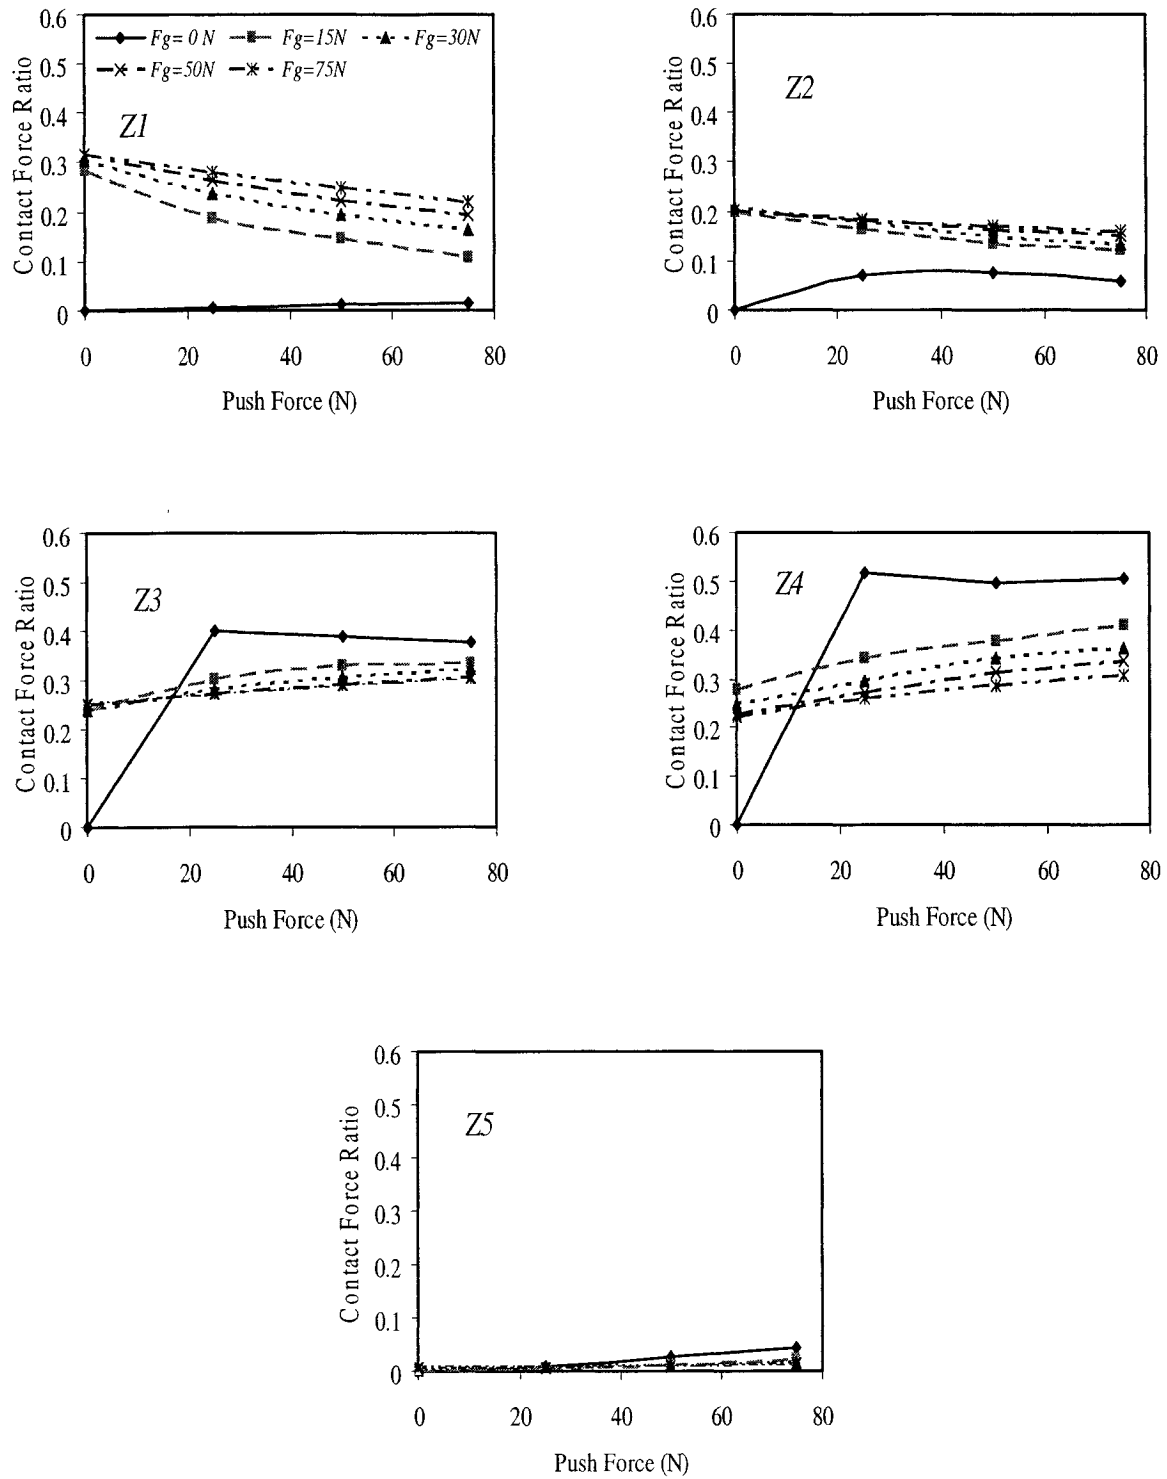 0.6
0.5
0.4
0.3
0.2
0.1
0
Contact Force Ratio
Fg= 0 N Fg=15N Fg=30N
Fg=50N Fg=75N
Z1
0 20 40 60 80
Push Force (N)
0.6
0.5
0.4
0.3
0.2
0.1
0
Contact Force Ratio
Z2
0 20 40 60 80
Push Force (N)
0.6
0.5
0.4
0.3
0.2
0.1
0
Contact Force Ratio
Z3
0 20 40 60 80
Push Force (N)
0.6
0.5
0.4
0.3
0.2
0.1
0
Contact Force Ratio
Z4
0 20 40 60 80
Push Force (N)
0.6
0.5
0.4
0.3
0.2
0.1
0
Contact Force Ratio
Z5
0 20 40 60 80
Push Force (N)